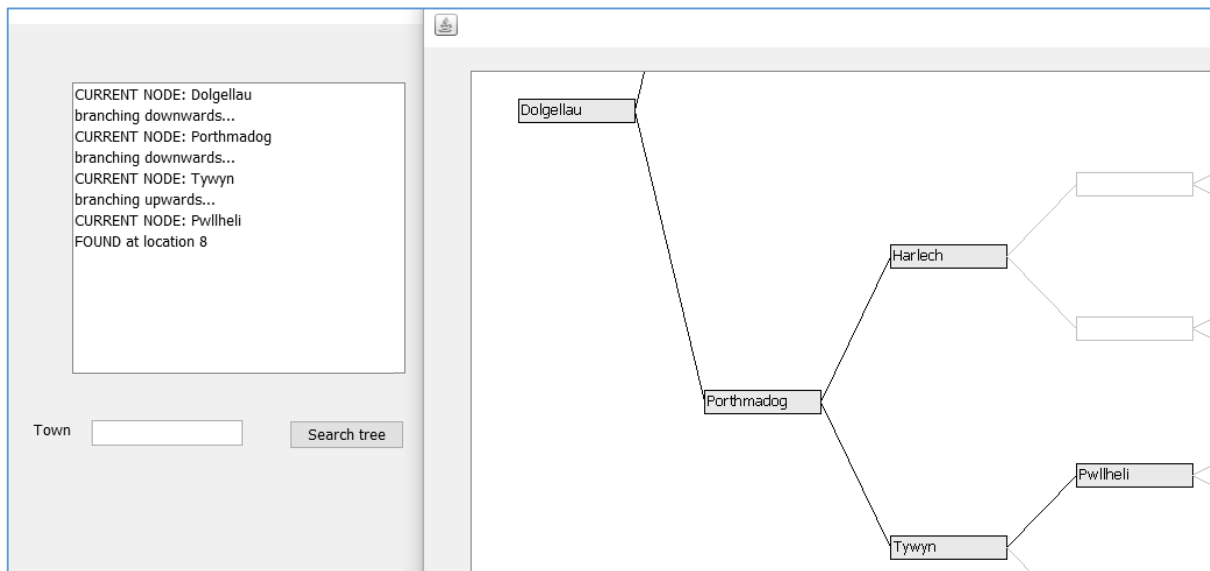 CURRENT NODE: Dolgellau
branching downwards...
CURRENT NODE: Porthmadog
branching downwards...
CURRENT NODE: Tywyn
branching upwards...
CURRENT NODE: Pwllheli
FOUND at location 8
Town
Search tree
Dolgellau
Harlech
Porthmadog
Pwllheli
Tywyn